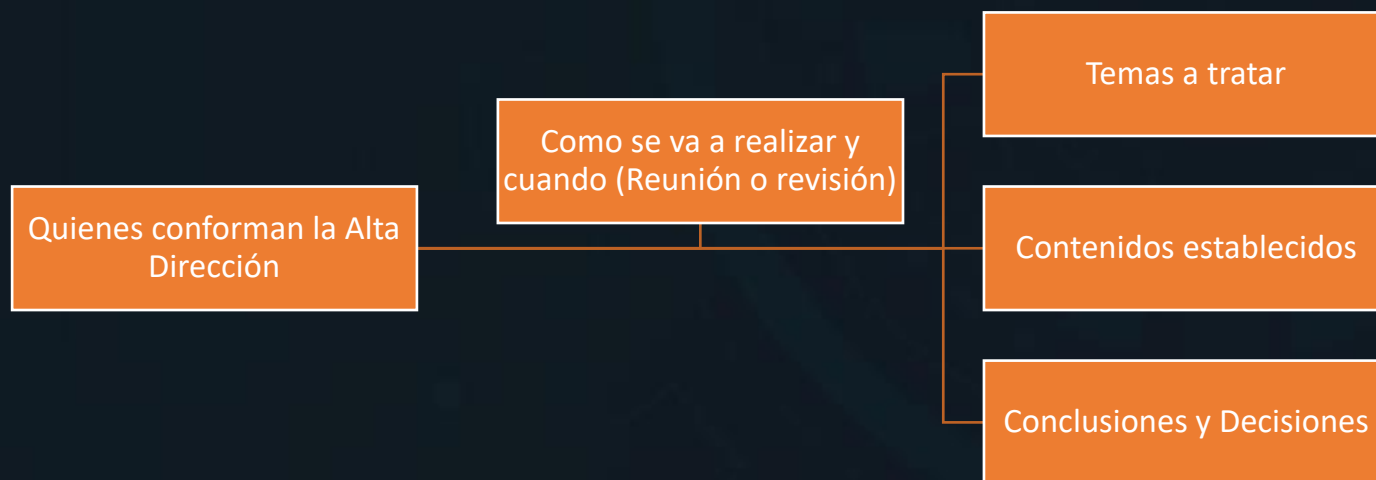 Quienes conforman la Alta
Dirección
Como se va a realizar y
cuando (Reunión o revisión)
Temas a tratar
Contenidos establecidos
Conclusiones y Decisiones